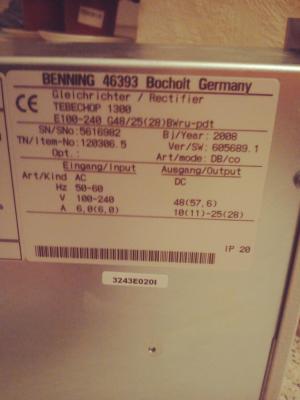 BENNING 46393 Bocholt Germany
CE Gleichrichter / Rectifier
TEBECHOP 1300
E100-240 G48/25(28)BWru-pdt
SN/SNo:5616982 Bj/Year: 2008
TN/Item-No:120306.5 Ver/SW: 605689.1
Opt.: Art/mode: DB/co
Eingang/Input Ausgang/Output
Art/Kind AC DC
Hz 50-60
V 100-240 48(57,6)
A 6,0(6,0) 10(11)-25(28)
IP 20
3243E020I